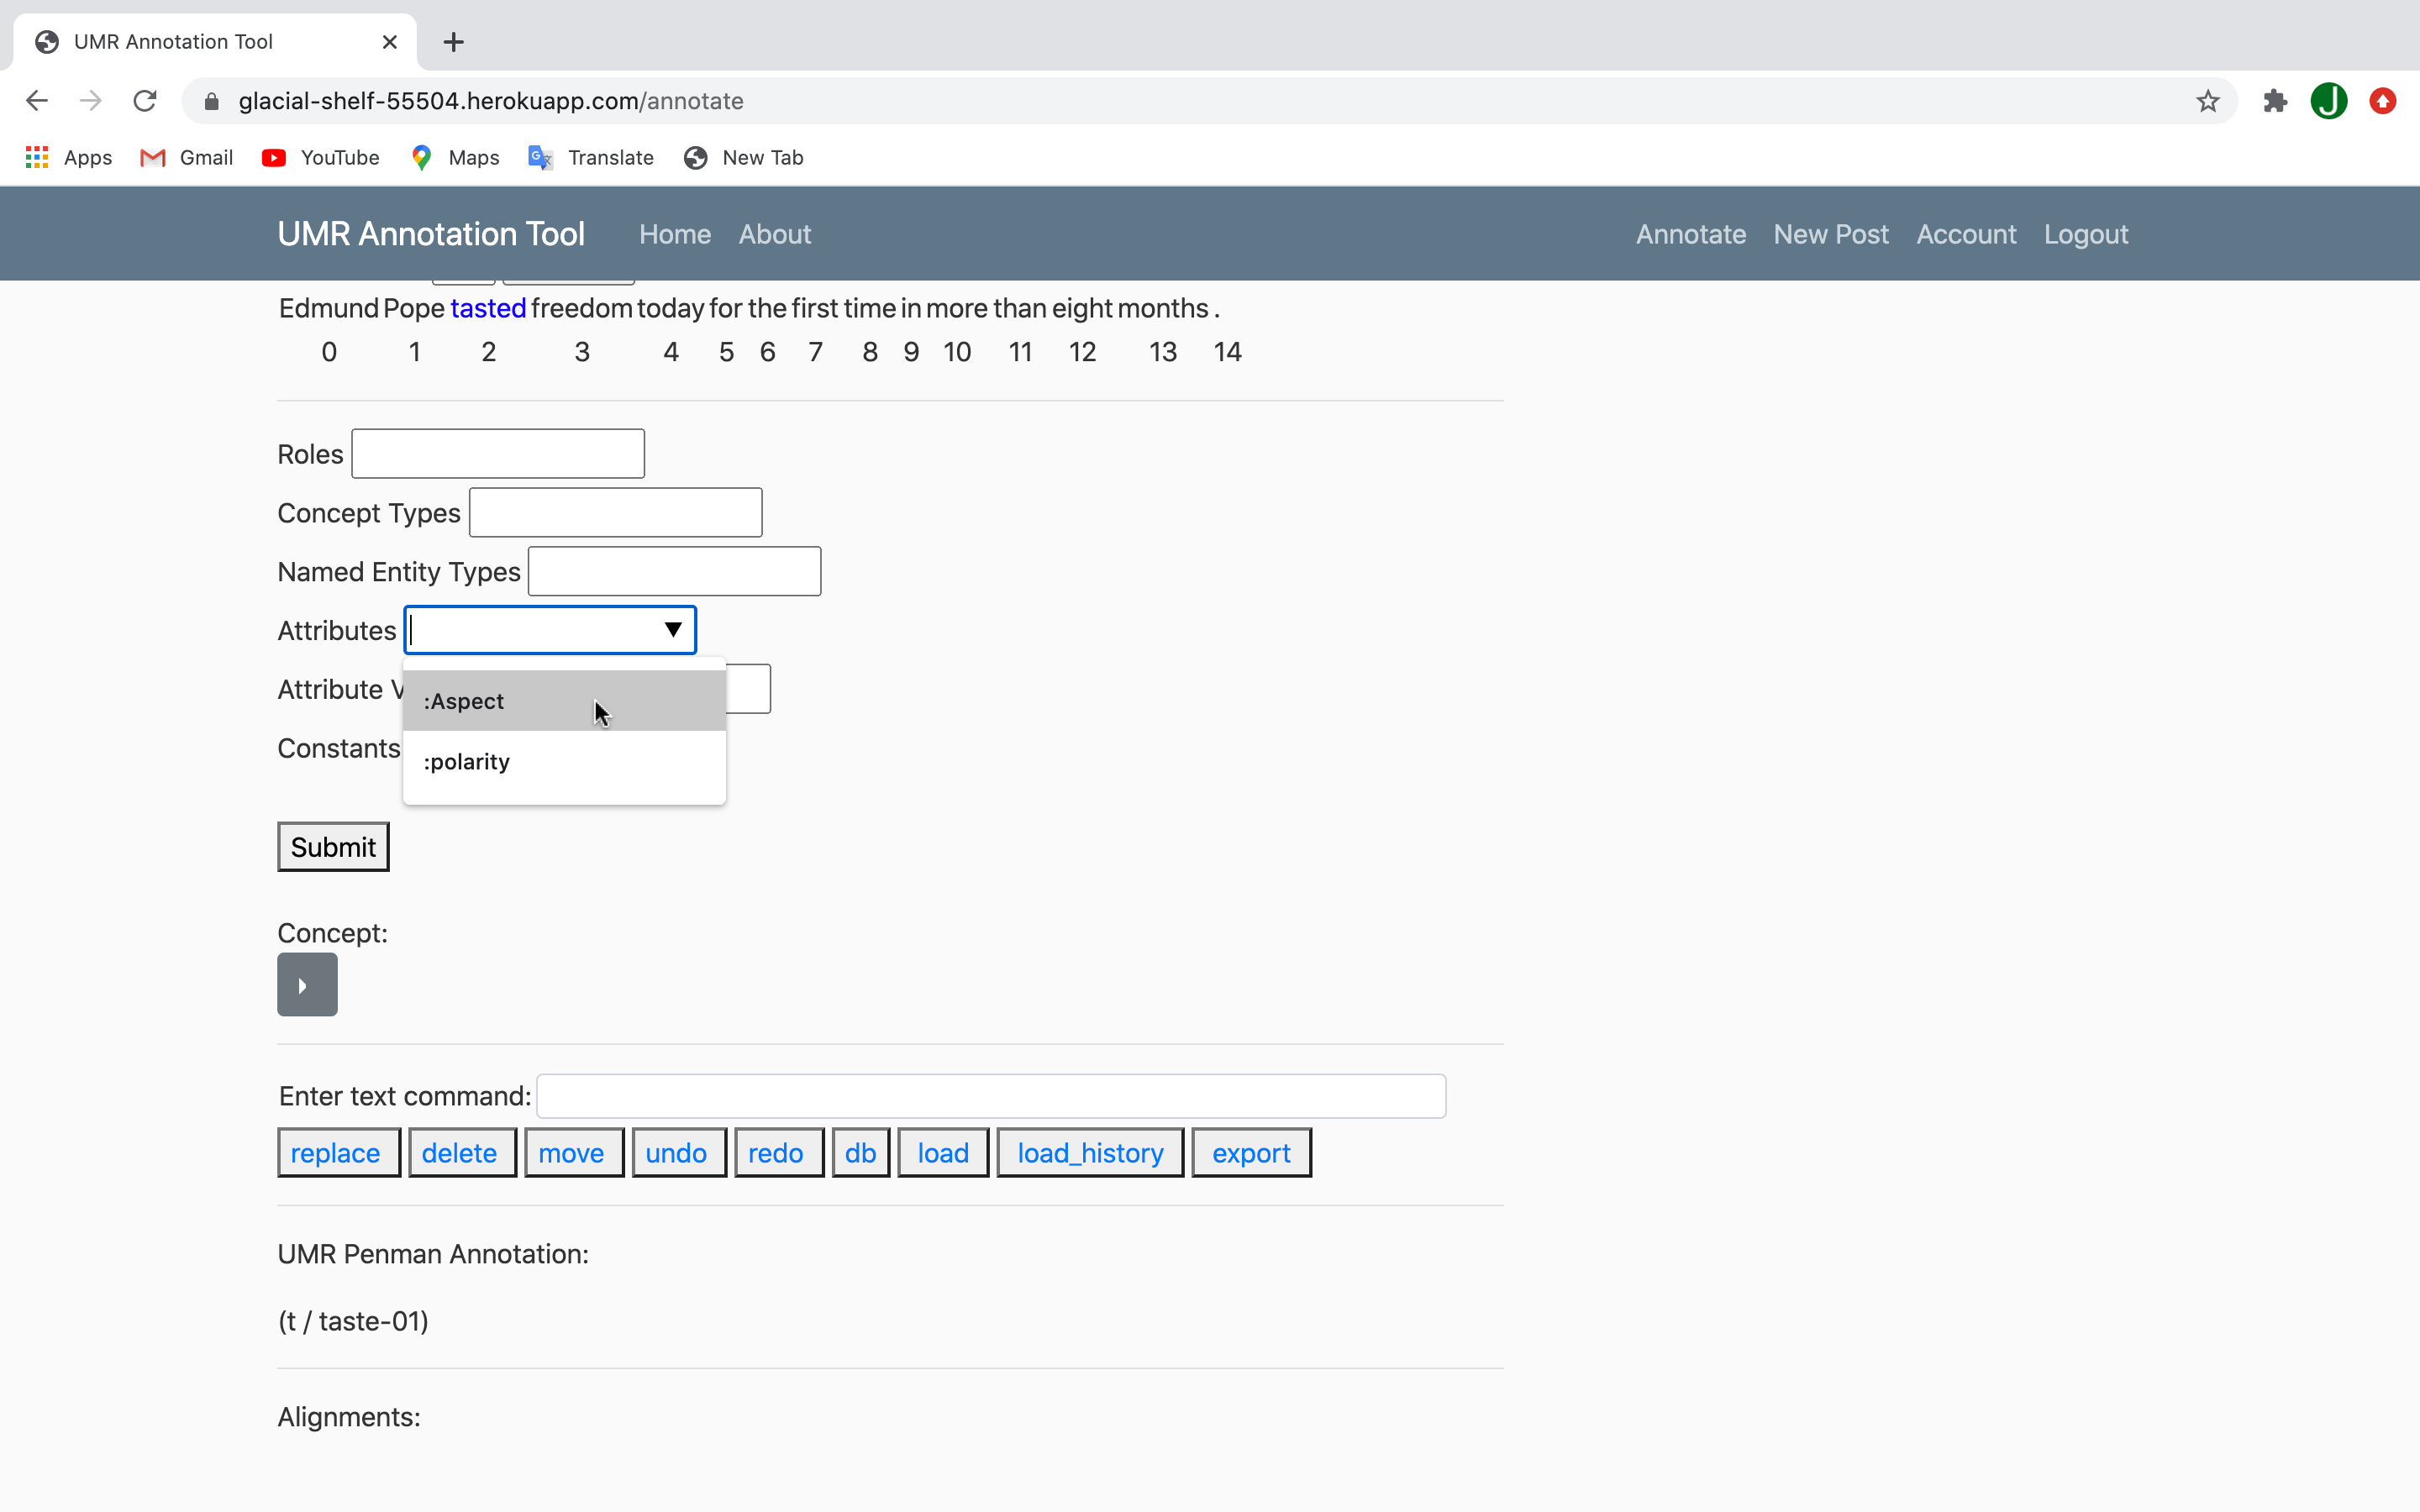 UMR Annotation Tool
glacial-shelf-55504.herokuapp.com/annotate
J
Apps Gmail YouTube Maps Translate New Tab
UMR Annotation Tool Home About Annotate New Post Account Logout
Edmund Pope tasted freedom today for the first time in more than eight months .
0 1 2 3 4 5 6 7 8 9 10 11 12 13 14
Roles
Concept Types
Named Entity Types
Attributes
:Aspect
Attribute V
Constants
:polarity
Submit
Concept:
Enter text command:
replace delete move undo redo db load load_history export
UMR Penman Annotation:
(t / taste-01)
Alignments: